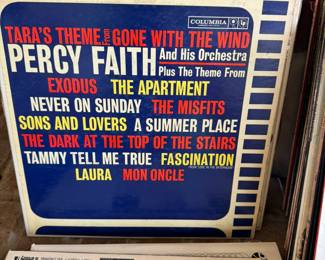 COLUMBIA
TARA'S THEME From GONE WITH THE WIND
PERCY FAITH And His Orchestra
Plus The Theme From
EXODUS THE APARTMENT
NEVER ON SUNDAY THE MISFITS
SONS AND LOVERS A SUMMER PLACE
THE DARK AT THE TOP OF THE STAIRS
TAMMY TELL ME TRUE FASCINATION
LAURA MON ONCLE